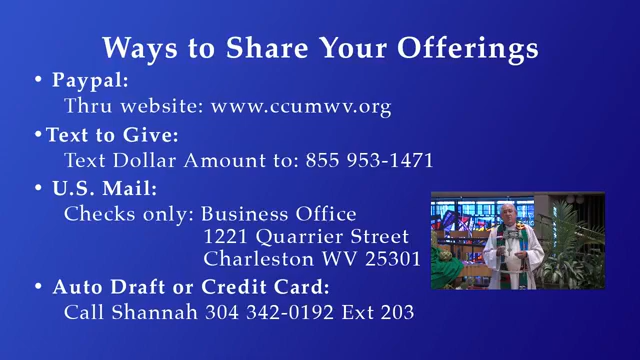 Ways to Share Your Offerings
• Paypal:
Thru website: www.ccumwv.org
•Text to Give:
Text Dollar Amount to: 855 953-1471
• U.S. Mail:
Checks only: Business Office
1221 Quarrier Street
Charleston WV 25301
• Auto Draft or Credit Card:
Call Shannah 304 342-0192 Ext 203